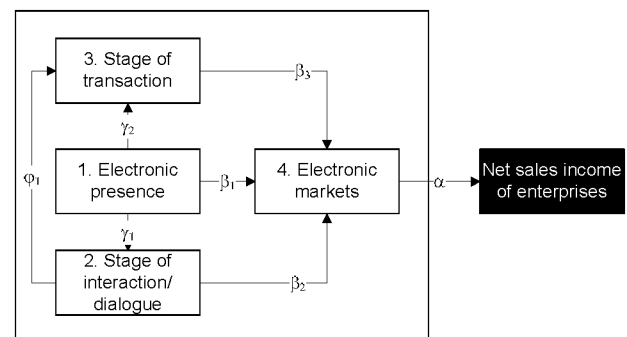 3. Stage of
transaction
β3
γ2
φ1
1. Electronic
presence
β1
4. Electronic
markets
α
Net sales income
of enterprises
γ1
2. Stage of
interaction/
dialogue
β2